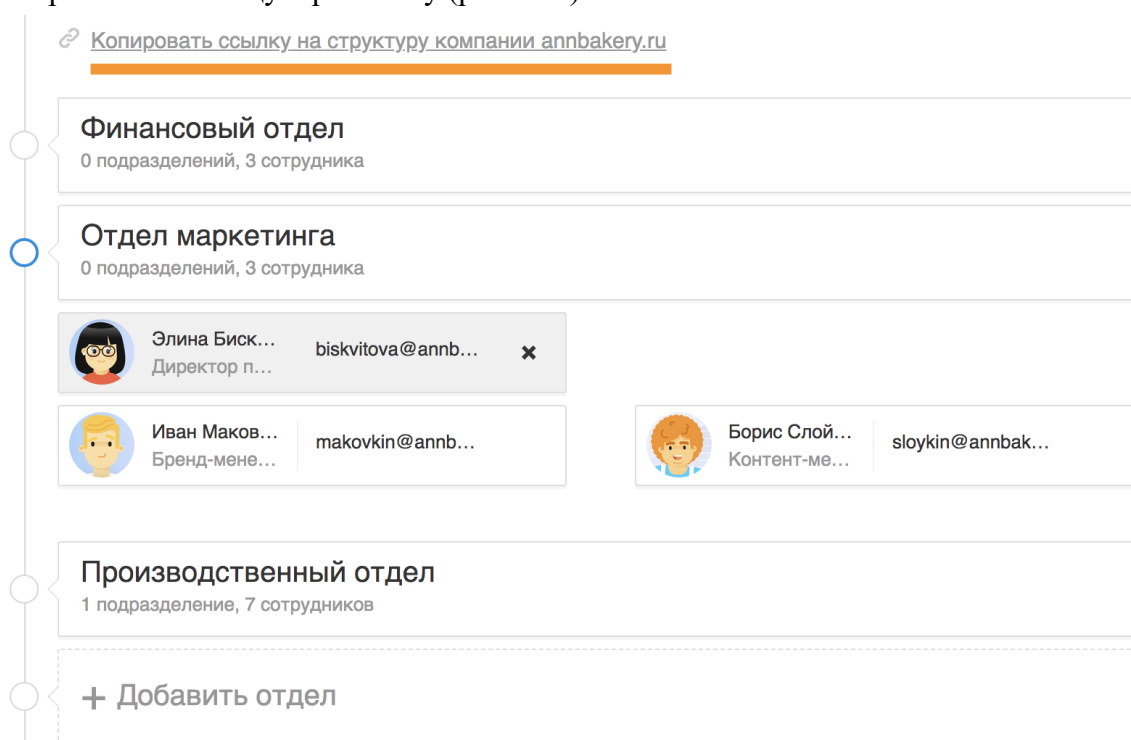 Копировать ссылку на структуру компании annbakery.ru
Финансовый отдел
0 подразделений, 3 сотрудника
Отдел маркетинга
0 подразделений, 3 сотрудника
Элина Биск...
biskvitova@annb...
Директор п...
Иван Маков...
makovkin@annb...
Бренд-мене...
Борис Слой...
sloykin@annbak...
Контент-ме...
Производственный отдел
1 подразделение, 7 сотрудников
+ Добавить отдел